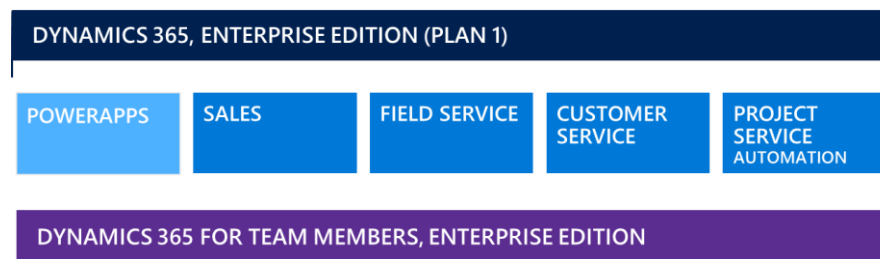 DYNAMICS 365, ENTERPRISE EDITION (PLAN 1)
POWERAPPS
SALES
FIELD SERVICE
CUSTOMER
SERVICE
PROJECT
SERVICE
AUTOMATION
DYNAMICS 365 FOR TEAM MEMBERS, ENTERPRISE EDITION